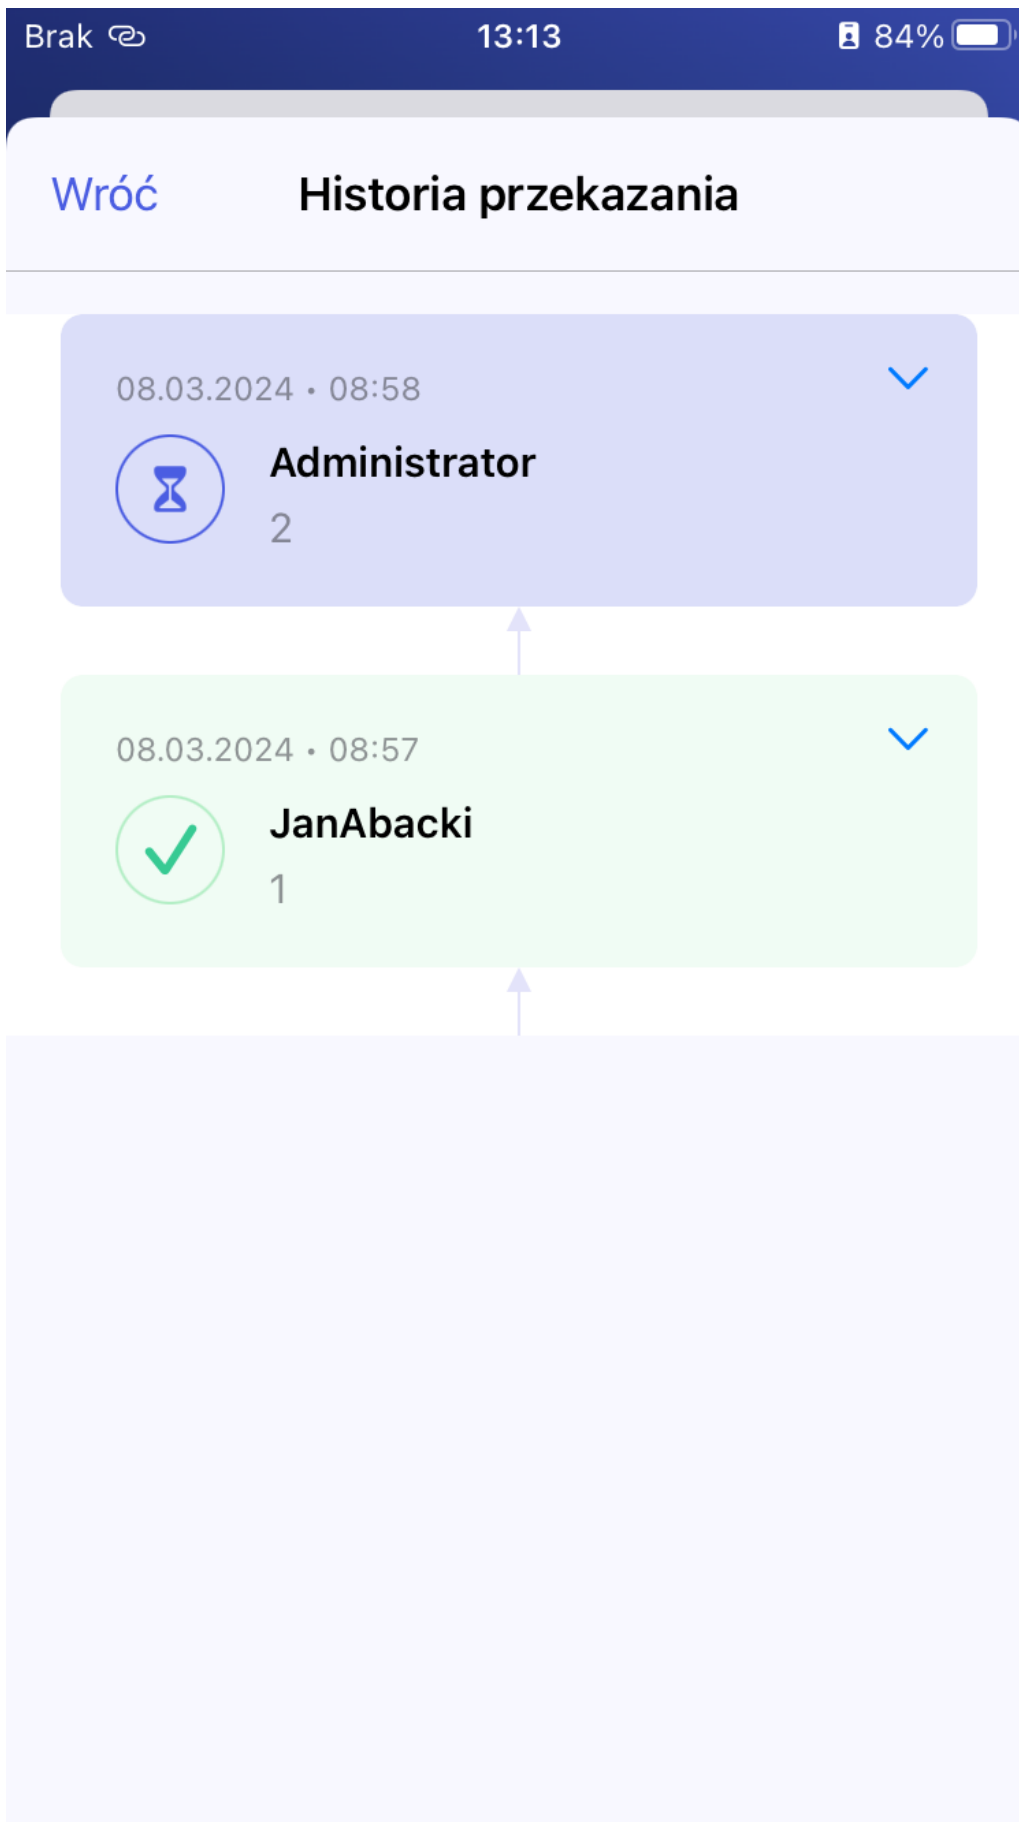 Brak 13:13 84%
Wróć Historia przekazania
08.03.2024 • 08:58
Administrator
2
08.03.2024 • 08:57
JanAbacki
1